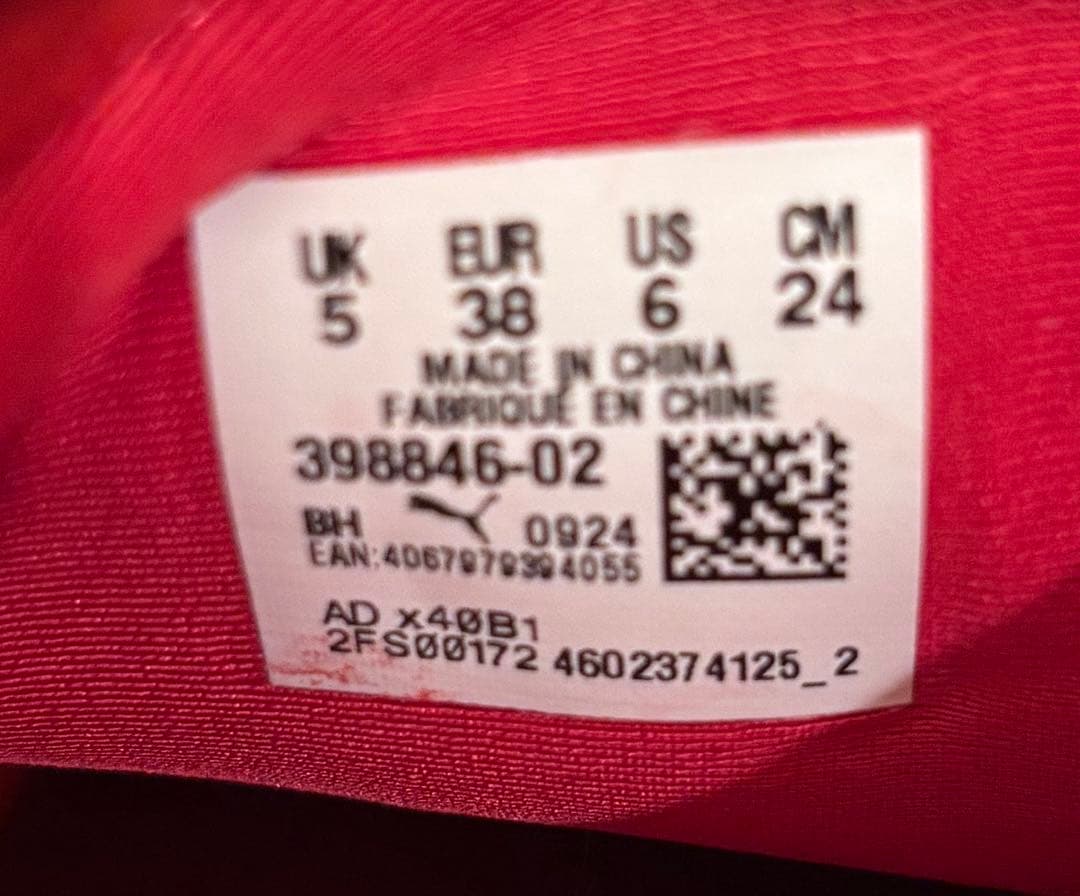 UK EUR US CM
5 38 6 24
MADE IN CHINA
FABRIQUÉ EN CHINE
398846-02
BH 0924
EAN:4067979394055
AD x40B1
2FS00172 4602374125_2